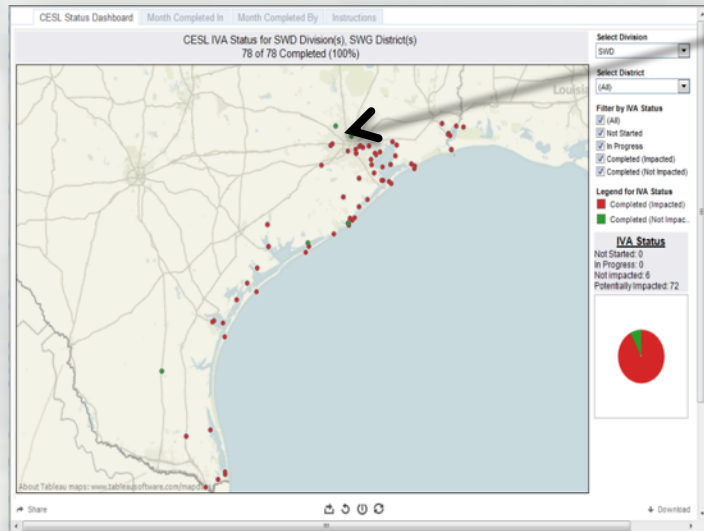 CESL Status Dashboard Month Completed In Month Completed By Instructions
CESL IVA Status for SWD Division(s), SWG District(s)
78 of 78 Completed (100%)
Select Division
SWD
Select District
(All)
Filter by IVA Status
(All)
Not Started
In Progress
Completed (Impacted)
Completed (Not Impacted)
Legend for IVA Status
Completed (Impacted)
Completed (Not Impac..
IVA Status
Not Started: 0
In Progress: 0
Not impacted: 6
Potentially Impacted: 72
Louisia
About Tableau maps: www.tableausoftware.com/mapda
Share
Download